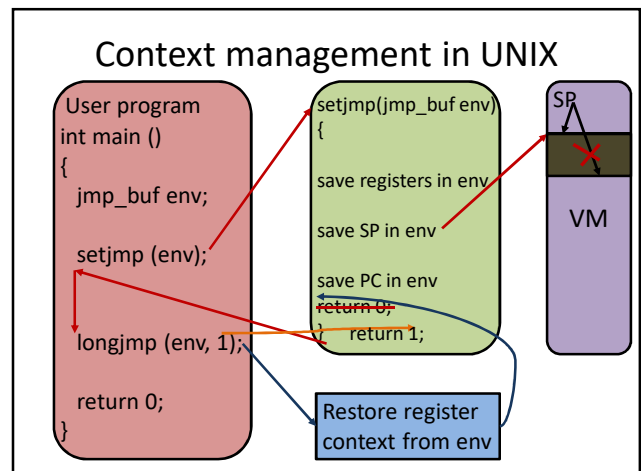 Context management in UNIX
User program
int main ()
{
jmp_buf env;
setjmp (env);
longjmp (env, 1);
return 0;
}
setjmp(jmp_buf env)
{
save registers in env
save SP in env
save PC in env
return 0;
} return 1;
Restore register
context from env
SP
VM